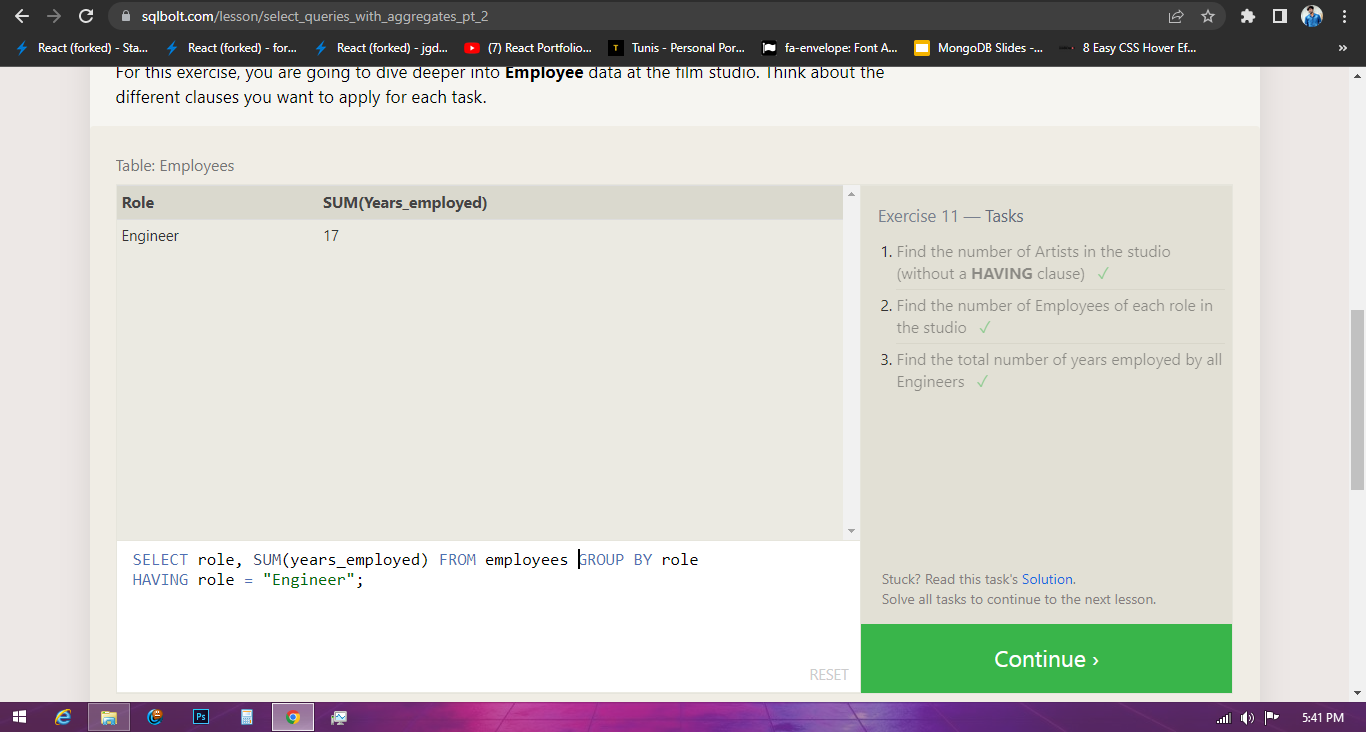 sqlbolt.com/lesson/select_queries_with_aggregates_pt_2
React (forked) - Sta... React (forked) - for... React (forked) - jgd... (7) React Portfolio... T Tunis - Personal Por... fa-envelope: Font A... MongoDB Slides -... 8 Easy CSS Hover Ef... »
For this exercise, you are going to dive deeper into Employee data at the film studio. Think about the
different clauses you want to apply for each task.
Table: Employees
Role SUM(Years_employed)
Engineer 17
Exercise 11 — Tasks
1. Find the number of Artists in the studio
(without a HAVING clause) ✓
2. Find the number of Employees of each role in
the studio ✓
3. Find the total number of years employed by all
Engineers ✓
SELECT role, SUM(years_employed) FROM employees GROUP BY role
HAVING role = "Engineer";
RESET
Stuck? Read this task's Solution.
Solve all tasks to continue to the next lesson.
Continue ›
Ps
5:41 PM